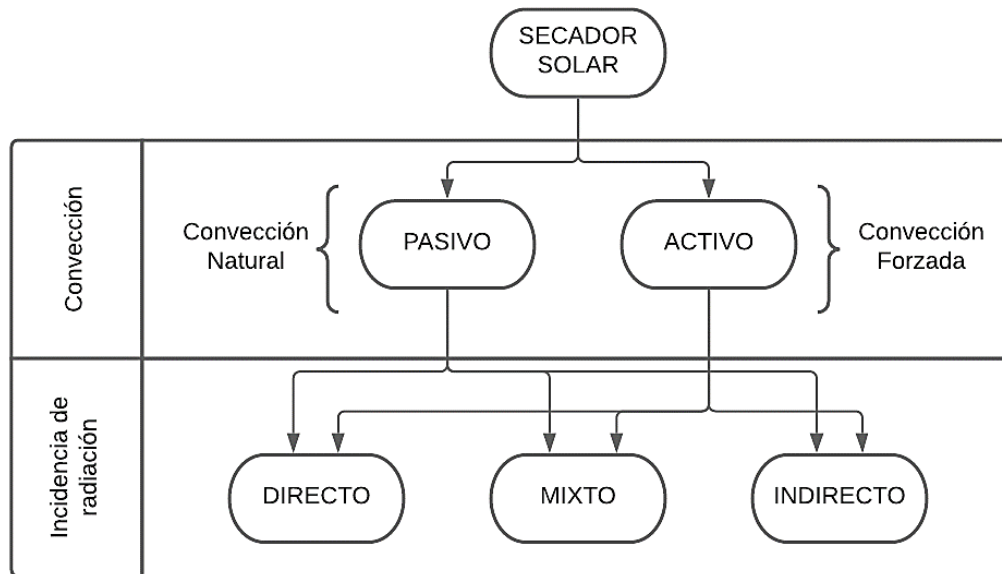 SECADOR
SOLAR
Convección
Convección
Natural
PASIVO
ACTIVO
Convección
Forzada
Incidencia de
radiación
DIRECTO
MIXTO
INDIRECTO